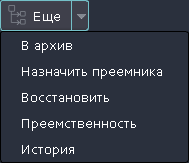 Еще
В архив
Назначить преемника
Восстановить
Преемственность
История